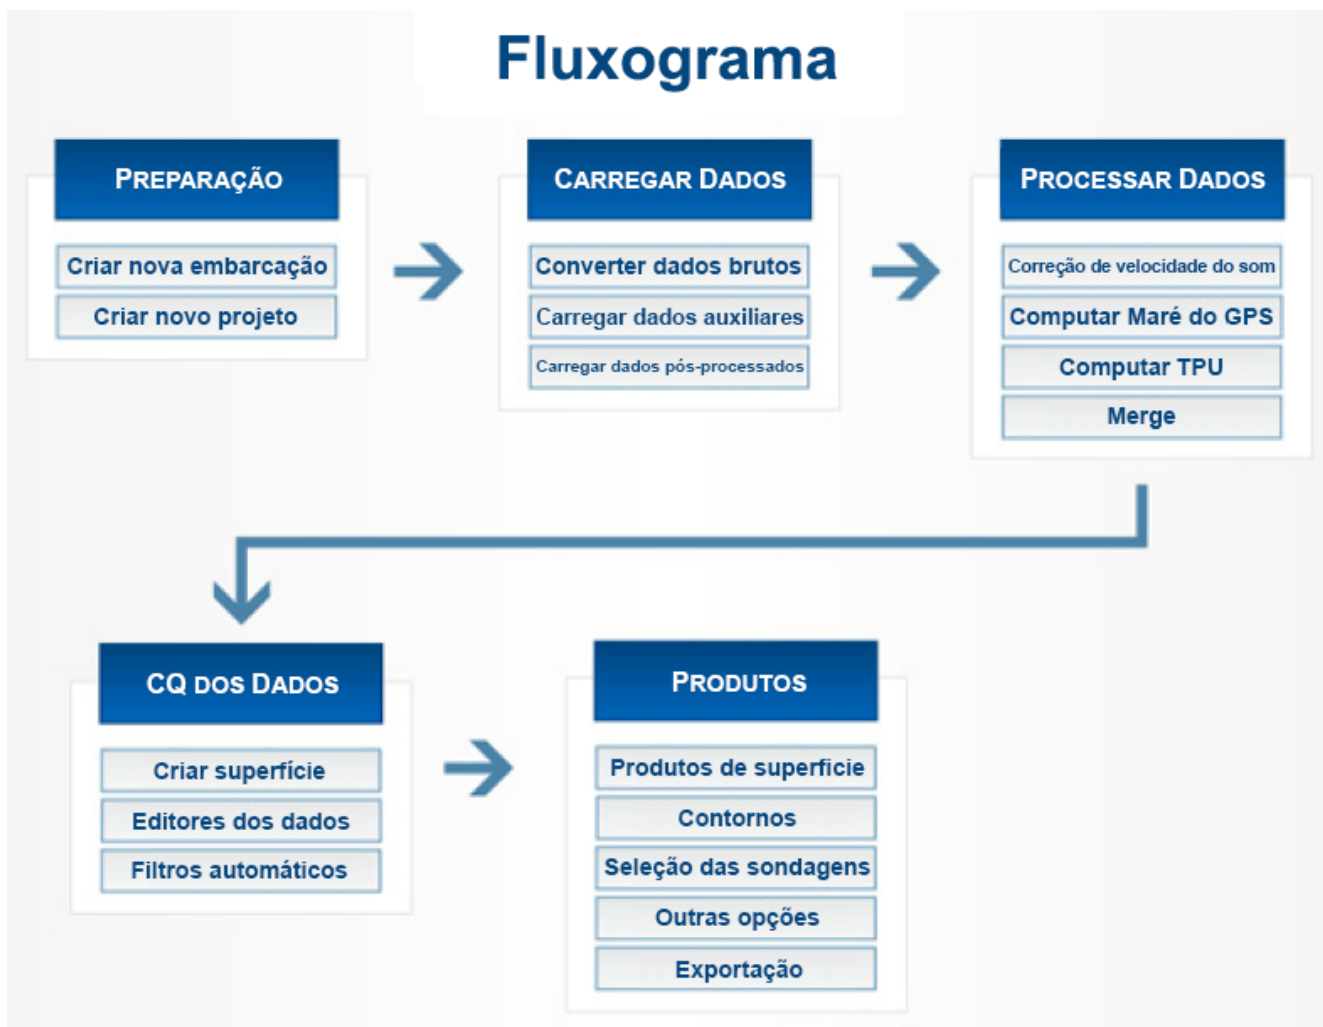 Fluxograma
PREPARAÇÃO
Criar nova embarcação
Criar novo projeto
CARREGAR DADOS
Converter dados brutos
Carregar dados auxiliares
Carregar dados pós-processados
PROCESSAR DADOS
Correção de velocidade do som
Computar Maré do GPS
Computar TPU
Merge
CQ DOS DADOS
Criar superfície
Editores dos dados
Filtros automáticos
PRODUTOS
Produtos de superficie
Contornos
Seleção das sondagens
Outras opções
Exportação